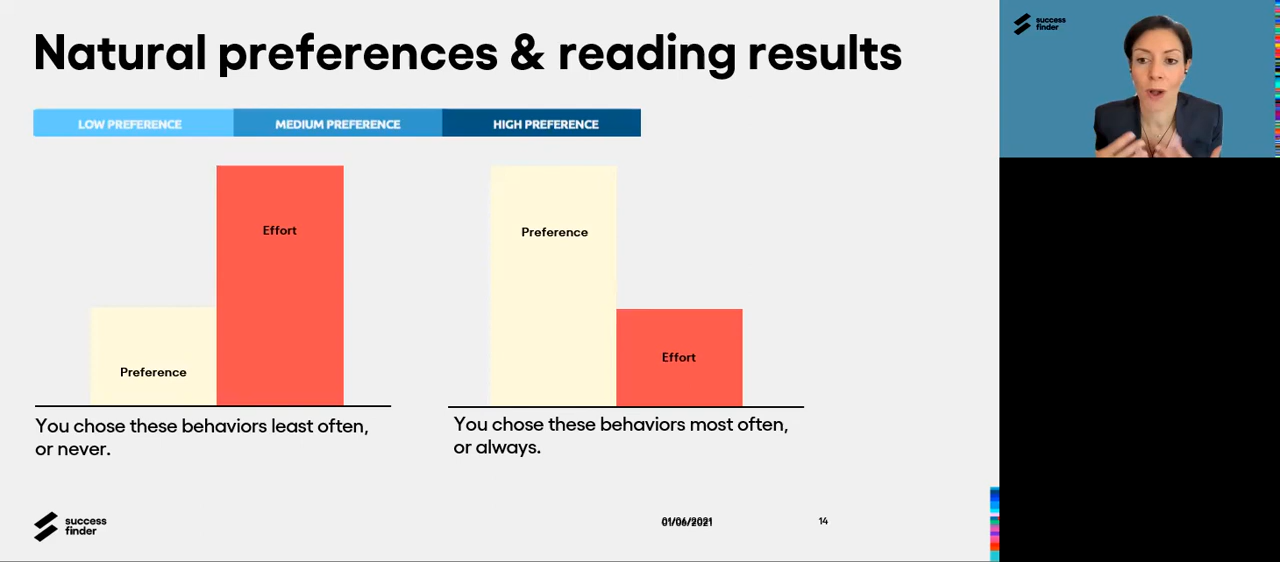 Natural preferences & reading results
LOW PREFERENCE
MEDIUM PREFERENCE
HIGH PREFERENCE
Effort
Preference
You chose these behaviors least often,
or never.
Preference
Effort
You chose these behaviors most often,
or always.
success
finder
01/06/2021
14
success
finder